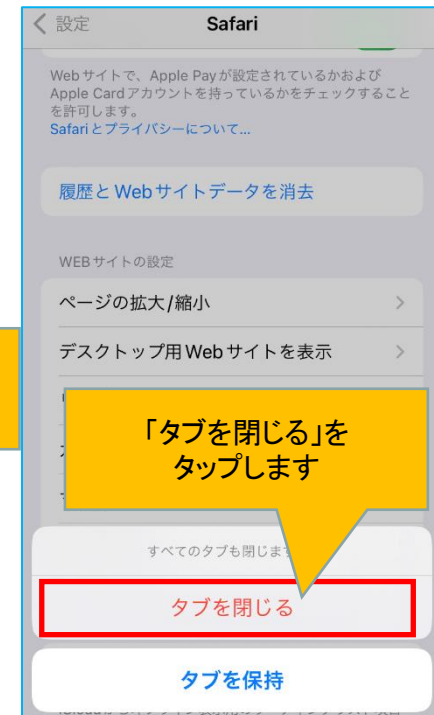 設定
Safari
Webサイトで、Apple Payが設定されているかおよび
Apple Cardアカウントを持っているかをチェックすること
を許可します。
Safariとプライバシーについて...
履歴とWebサイトデータを消去
WEBサイトの設定
ページの拡大/縮小
デスクトップ用Webサイトを表示
「タブを閉じる」を
タップします
すべてのタブも閉じます
タブを閉じる
タブを保持